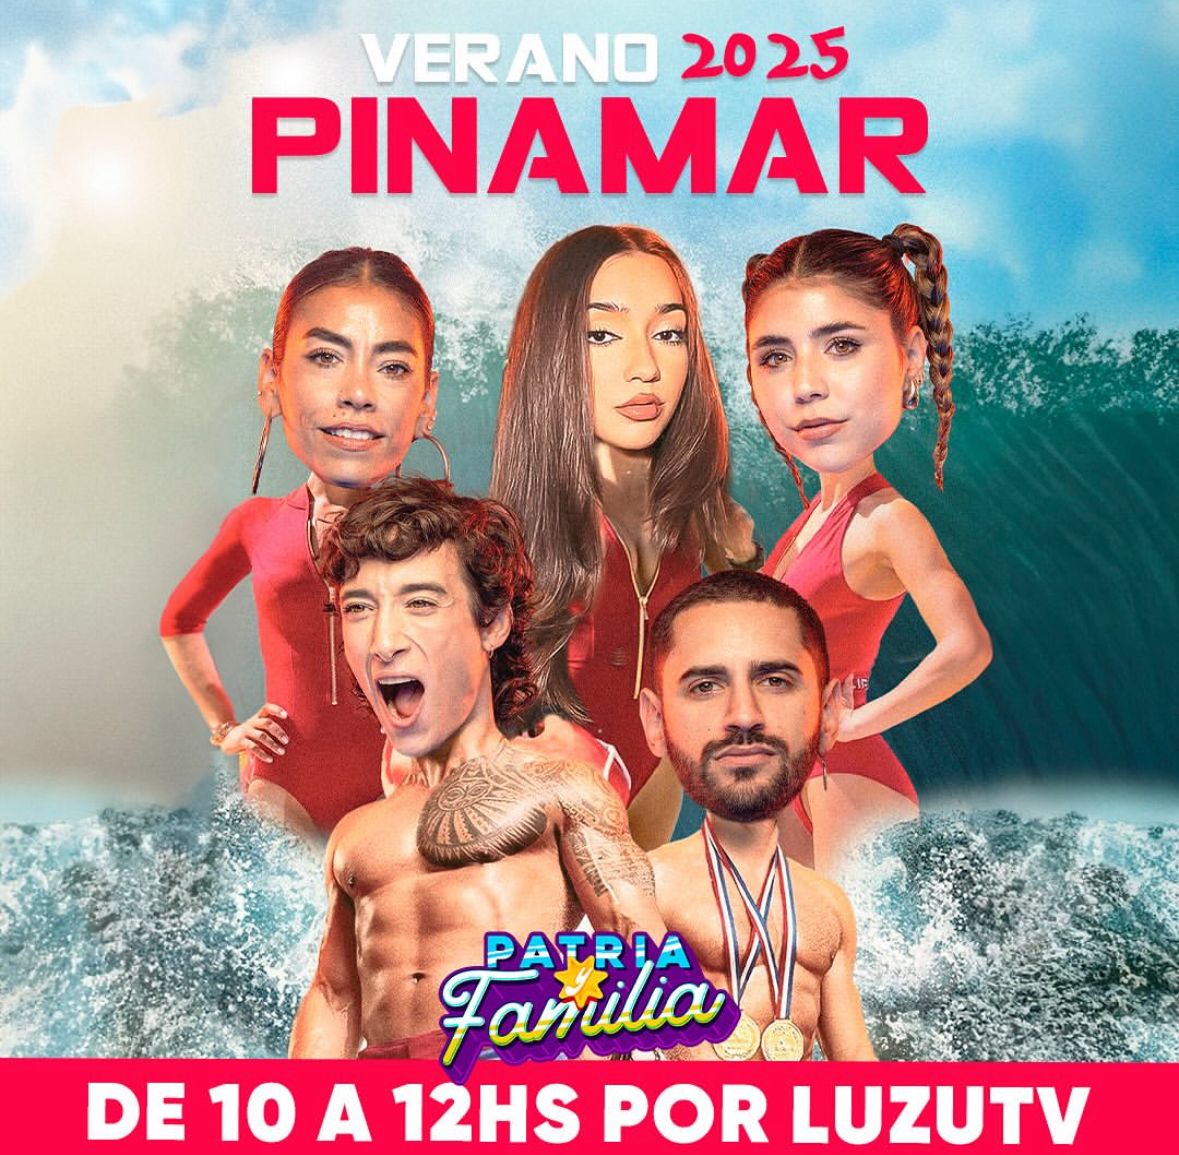 VERANO 2025
PINAMAR
PATRIA
y
Familia
DE 10 A 12HS POR LUZUTV